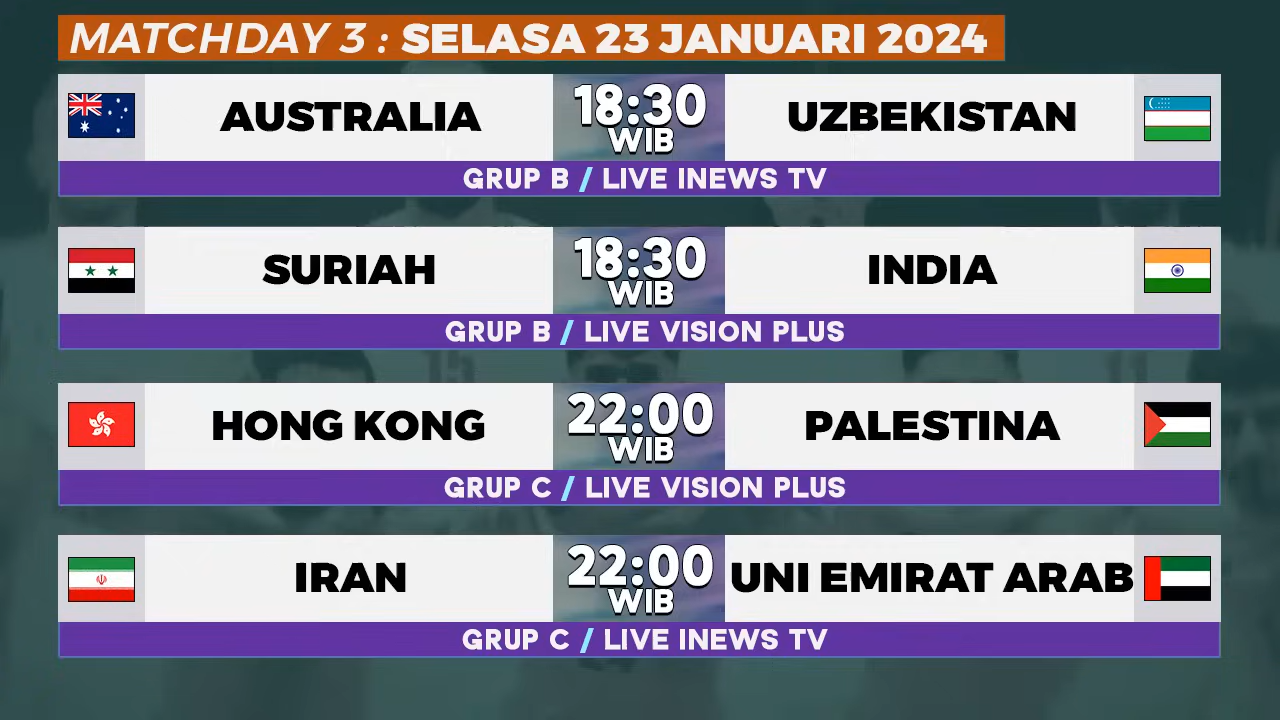 MATCHDAY 3 : SELASA 23 JANUARI 2024
AUSTRALIA 18:30 WIB UZBEKISTAN
GRUP B / LIVE INEWS TV
SURIAH 18:30 WIB INDIA
GRUP B / LIVE VISION PLUS
HONG KONG 22:00 WIB PALESTINA
GRUP C / LIVE VISION PLUS
IRAN 22:00 WIB UNI EMIRAT ARAB
GRUP C / LIVE INEWS TV